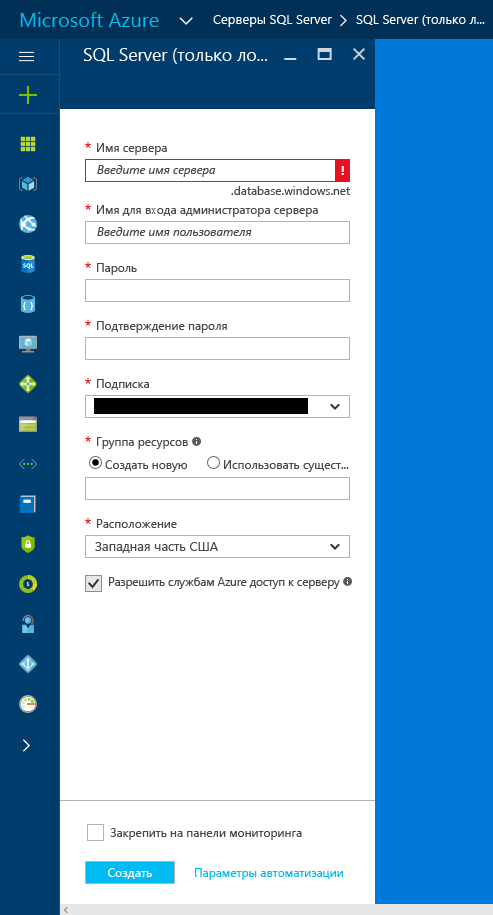 Microsoft Azure Серверы SQL Server SQL Server (только л...
SQL Server (только ло...
* Имя сервера
Введите имя сервера !
.database.windows.net
* Имя для входа администратора сервера
Введите имя пользователя
* Пароль
* Подтверждение пароля
* Подписка
* Группа ресурсов
Создать новую Использовать сущест...
* Расположение
Западная часть США
Разрешить службам Azure доступ к серверу
Закрепить на панели мониторинга
Создать Параметры автоматизации
SQL